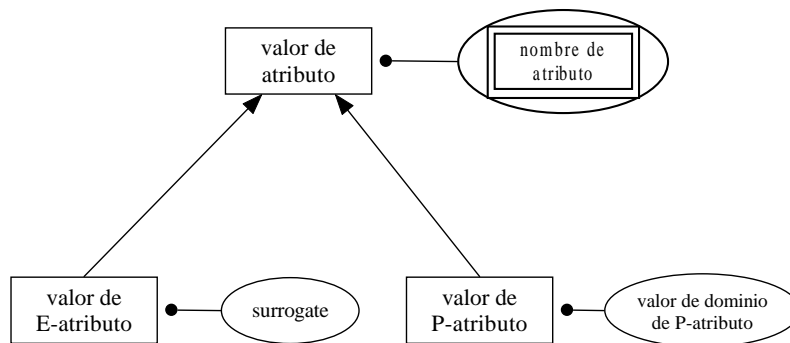 valor de
atributo
nombre de
atributo
valor de
E-atributo
surrogate
valor de
P-atributo
valor de dominio
de P-atributo